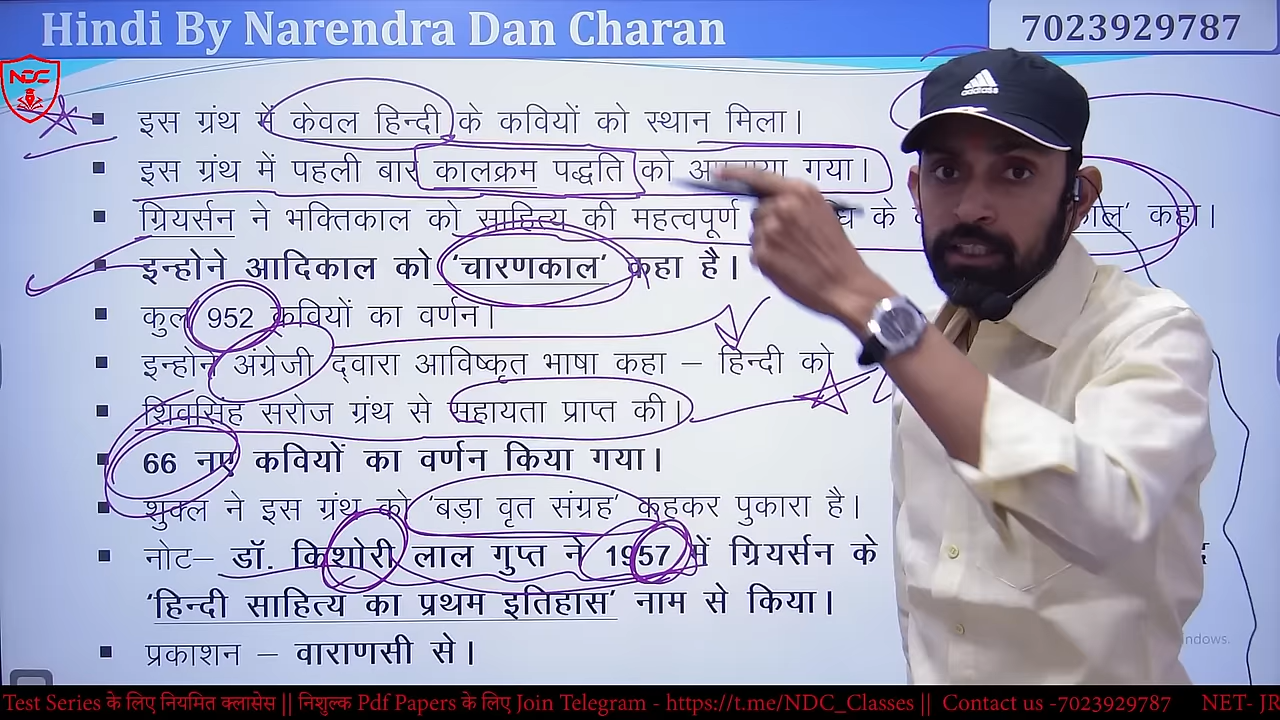 Hindi By Narendra Dan Charan
7023929787
NDC
इस ग्रंथ में केवल हिन्दी के कवियों को स्थान मिला।
इस ग्रंथ में पहली बार कालक्रम पद्धति को गया।
ग्रियर्सन ने भक्तिकाल को साहित्य की महत्वपूर्ण के कहा।
इन्होने आदिकाल को 'चारणकाल' कहा है।
कुल 952 कवियों का वर्णन।
इन्होने अंग्रेजी द्वारा आविष्कृत भाषा कहा – हिन्दी को
शिवसिंह सरोज ग्रंथ से सहायता प्राप्त की।
66 नए कवियों का वर्णन किया गया।
शुक्ल ने इस ग्रंथ को 'बड़ा वृत संग्रह' कहकर पुकारा है।
नोट– डॉ. किशोरी लाल गुप्त ने 1957 में ग्रियर्सन के
'हिन्दी साहित्य का प्रथम इतिहास' नाम से किया।
प्रकाशन – वाराणसी से।
adidas
Test Series के लिए नियमित क्लासेस || निशुल्क Pdf Papers के लिए Join Telegram - https://t.me/NDC_Classes || Contact us -7023929787 NET- JR